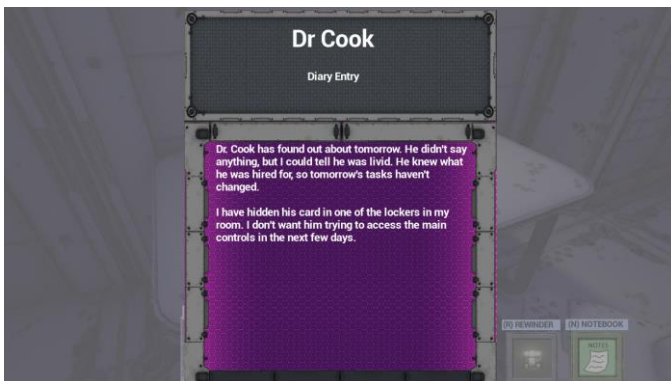 Dr Cook
Diary Entry
Dr. Cook has found out about tomorrow. He didn't say
anything, but I could tell he was livid. He knew what
he was hired for, so tomorrow's tasks haven't
changed.
I have hidden his card in one of the lockers in my
room. I don't want him trying to access the main
controls in the next few days.
(R) REWINDER
(N) NOTEBOOK
NOTES